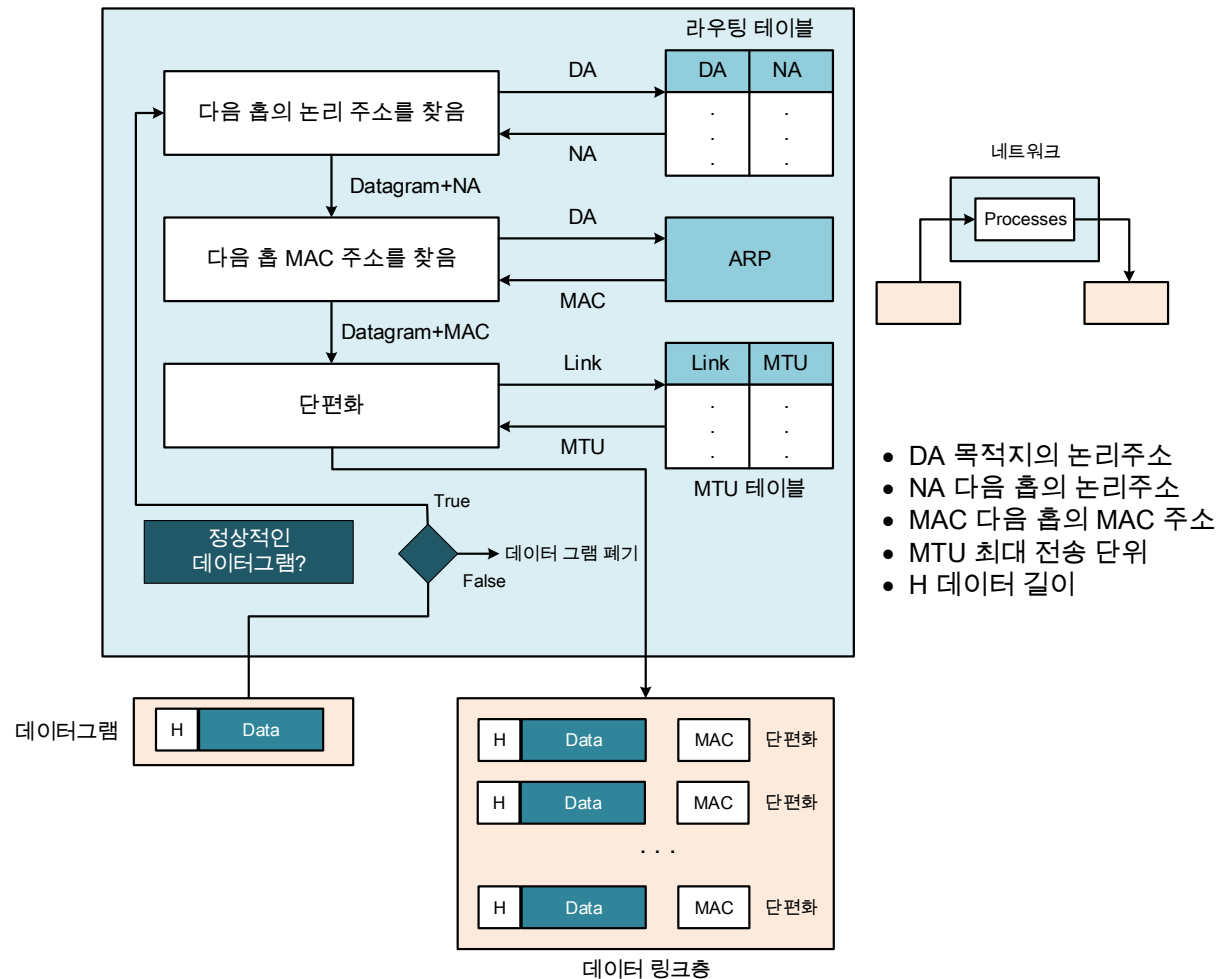 라우팅 테이블
DA
NA
다음 홉의 논리 주소를 찾음
DA
NA
.
.
.
.
.
.
Datagram+NA
다음 홉 MAC 주소를 찾음
DA
MAC
ARP
Datagram+MAC
단편화
Link
MTU
Link
MTU
.
.
.
.
.
.
MTU 테이블
True
정상적인
데이터그램?
데이터 그램 폐기
False
데이터그램
H
Data
H
Data
MAC
단편화
H
Data
MAC
단편화
. . .
H
Data
MAC
단편화
데이터 링크층
네트워크
Processes
• DA 목적지의 논리주소
• NA 다음 홉의 논리주소
• MAC 다음 홉의 MAC 주소
• MTU 최대 전송 단위
• H 데이터 길이